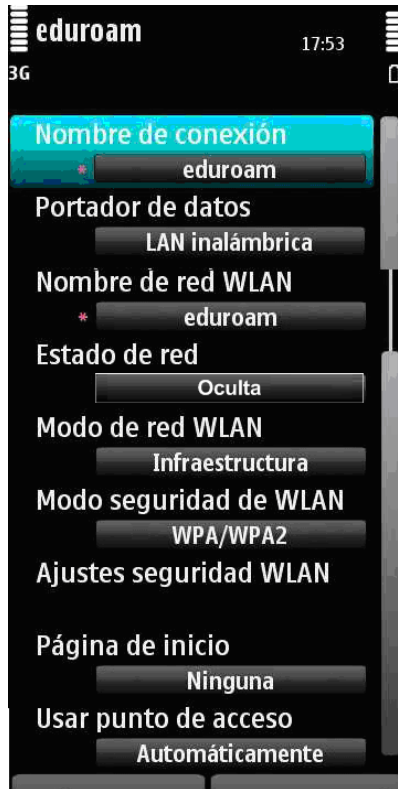 eduroam
17:53
3G
Nombre de conexión
* eduroam
Portador de datos
LAN inalámbrica
Nombre de red WLAN
* eduroam
Estado de red
Oculta
Modo de red WLAN
Infraestructura
Modo seguridad de WLAN
WPA/WPA2
Ajustes seguridad WLAN
Página de inicio
Ninguna
Usar punto de acceso
Automáticamente